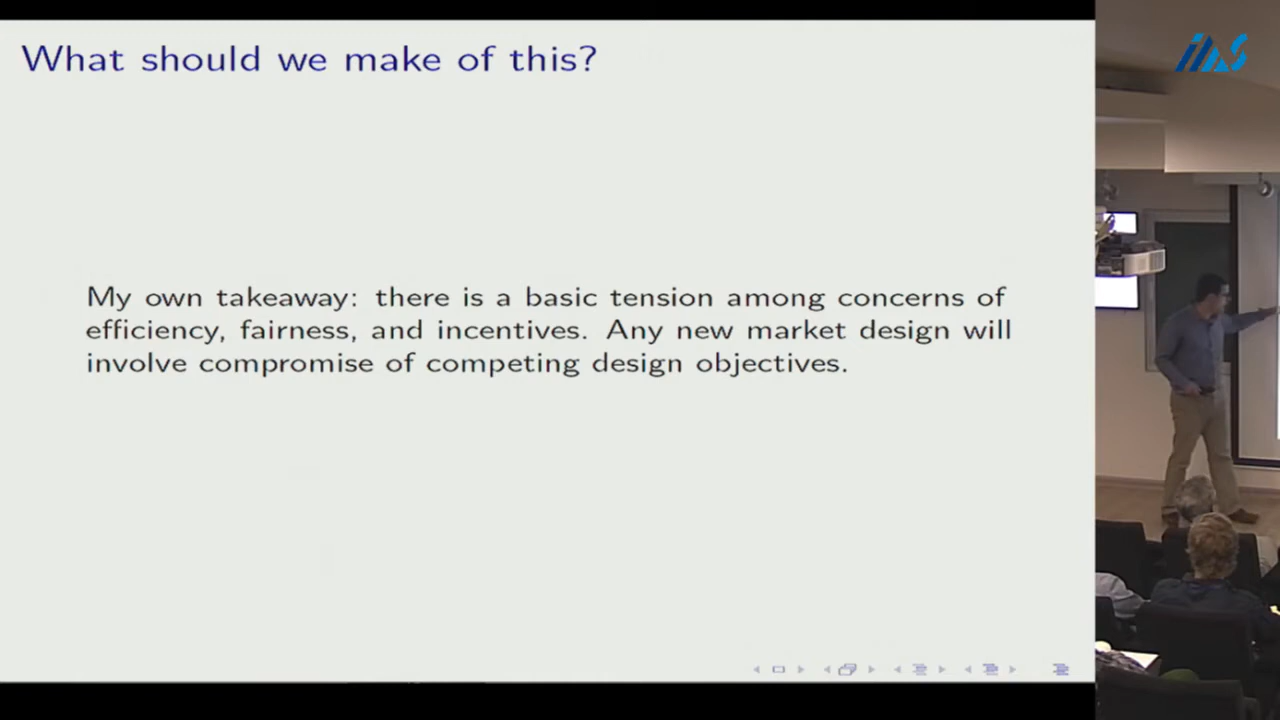 What should we make of this?
IIAS
My own takeaway: there is a basic tension among concerns of
efficiency, fairness, and incentives. Any new market design will
involve compromise of competing design objectives.